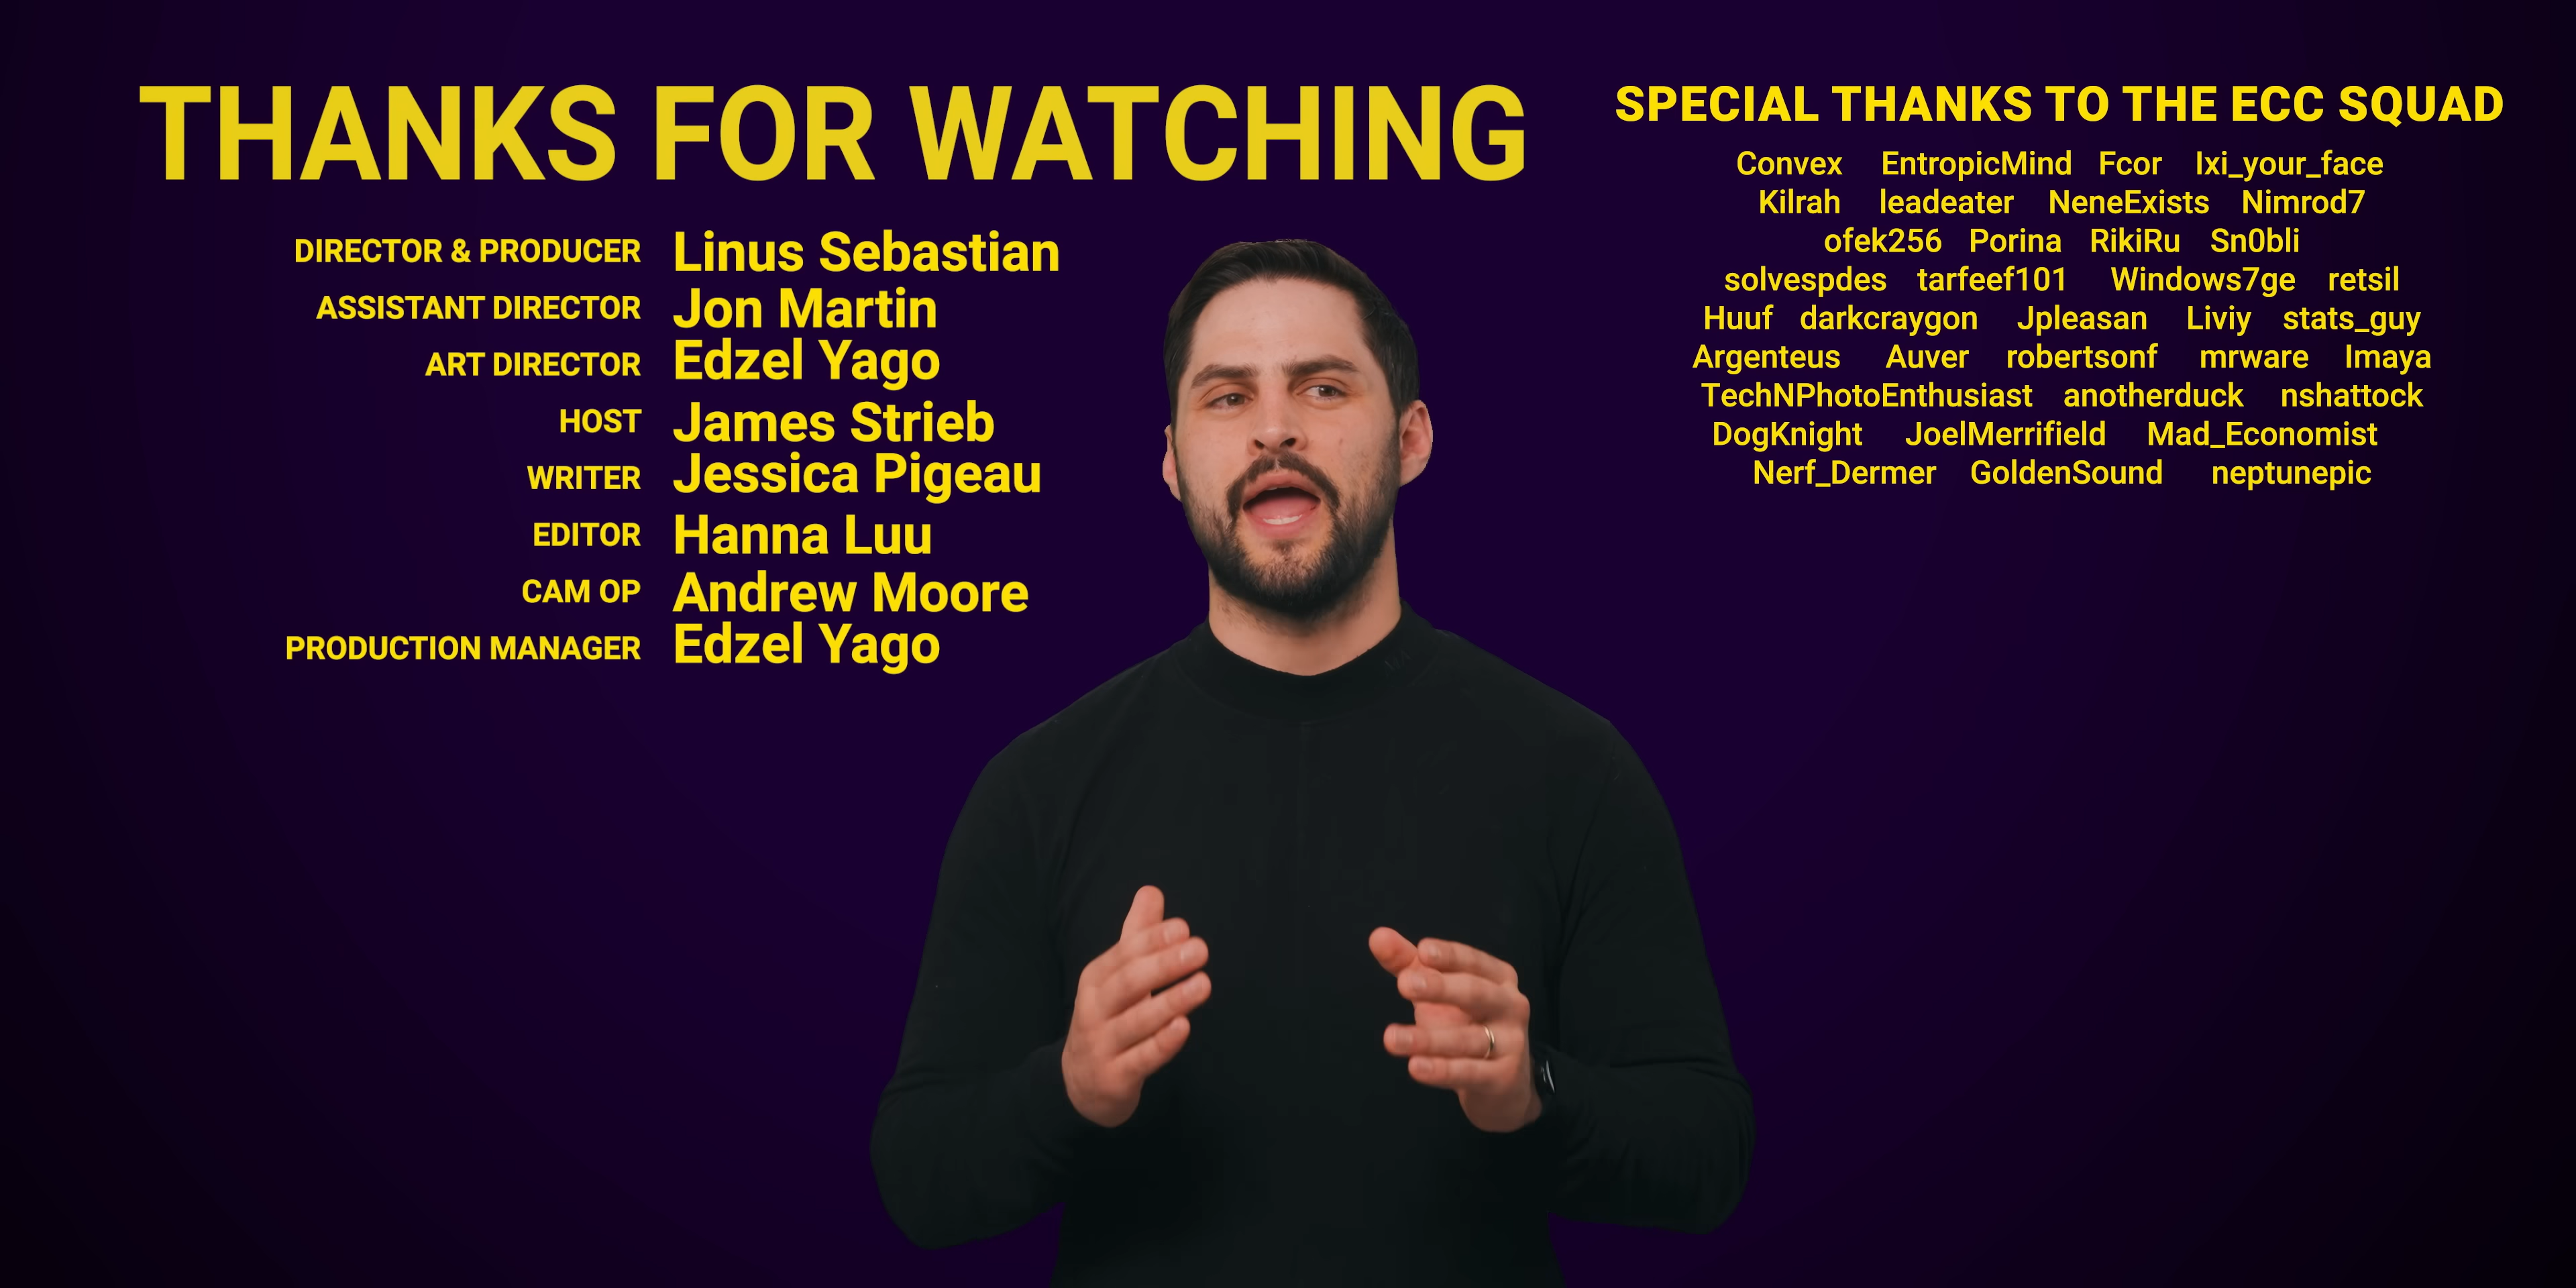 THANKS FOR WATCHING
DIRECTOR & PRODUCER Linus Sebastian
ASSISTANT DIRECTOR Jon Martin
ART DIRECTOR Edzel Yago
HOST James Strieb
WRITER Jessica Pigeau
EDITOR Hanna Luu
CAM OP Andrew Moore
PRODUCTION MANAGER Edzel Yago
SPECIAL THANKS TO THE ECC SQUAD
Convex EntropicMind Fcor Ixi_your_face
Kilrah leadeater NeneExists Nimrod7
ofek256 Porina RikiRu Sn0bli
solvespdes tarfeef101 Windows7ge retsil
Huuf darkcraygon Jpleasan Liviy stats_guy
Argenteus Auver robertsonf mrware Imaya
TechNPhotoEnthusiast anotherduck nshattock
DogKnight JoelMerrifield Mad_Economist
Nerf_Dermer GoldenSound neptunepic